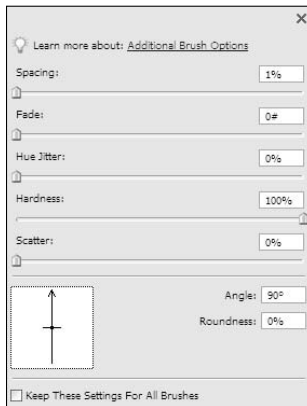 Learn more about: Additional Brush Options
Spacing: 1%
Fade: 0#
Hue Jitter: 0%
Hardness: 100%
Scatter: 0%
Angle: 90°
Roundness: 0%
Keep These Settings For All Brushes